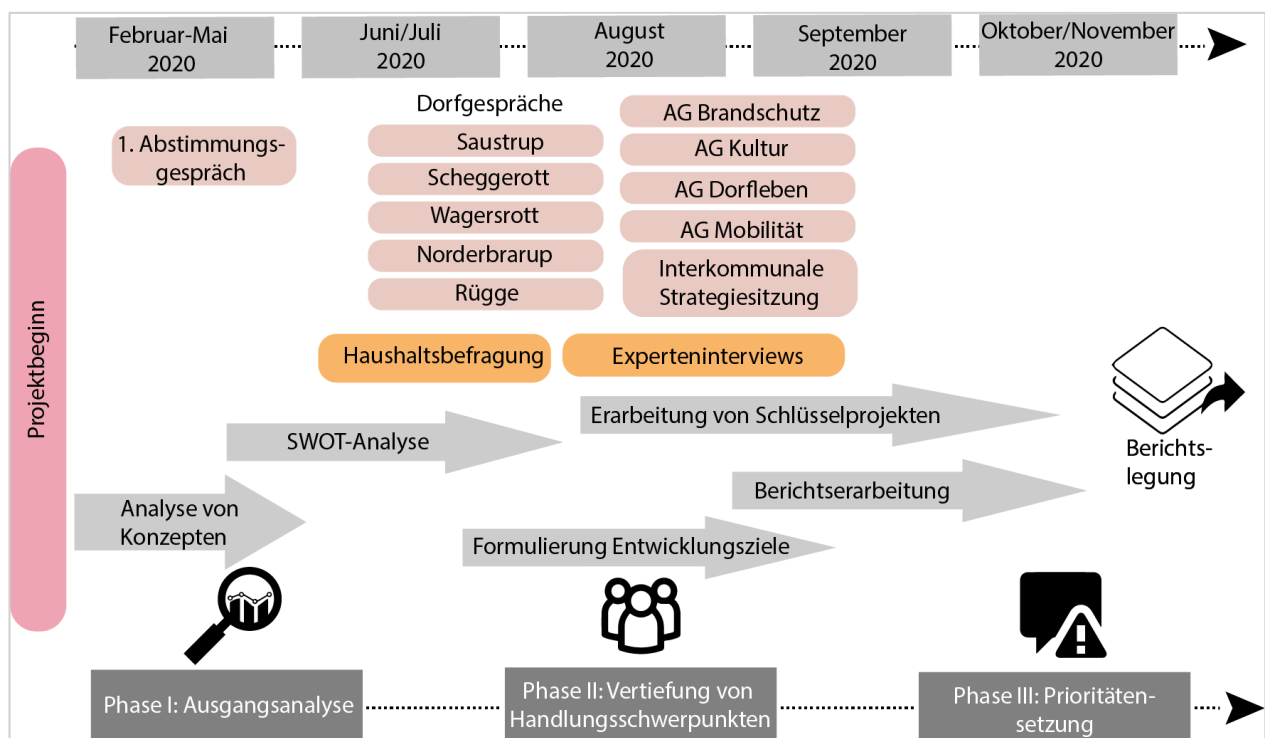 Februar-Mai
2020
Juni/Juli
2020
August
2020
September
2020
Oktober/November
2020
Projektbeginn
1. Abstimmungs-
gespräch
Dorfgespräche
Saustrup
Scheggerott
Wagersrott
Norderbrarup
Rügge
AG Brandschutz
AG Kultur
AG Dorfleben
AG Mobilität
Interkommunale
Strategiesitzung
Haushaltsbefragung
Experteninterviews
Erarbeitung von Schlüsselprojekten
SWOT-Analyse
Berichts-
legung
Berichtserarbeitung
Analyse von
Konzepten
Formulierung Entwicklungsziele
Phase I: Ausgangsanalyse
Phase II: Vertiefung von
Handlungsschwerpunkten
Phase III: Prioritäten-
setzung